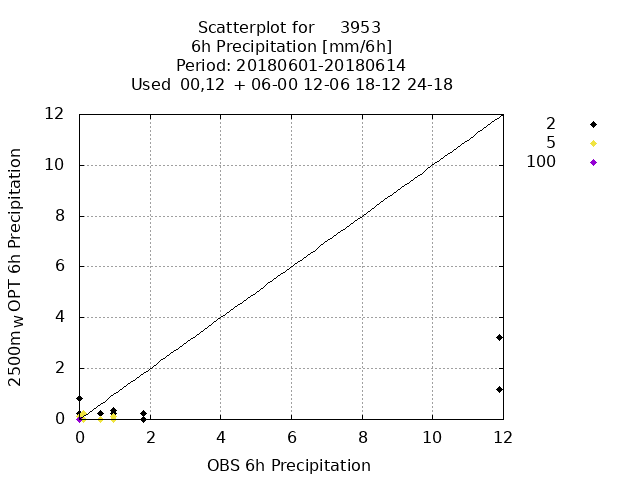 Scatterplot for 3953
6h Precipitation [mm/6h]
Period: 20180601-20180614
Used 00,12 + 06-00 12-06 18-12 24-18
2
5
100
12
10
8
6
4
2
0
0 2 4 6 8 10 12
2500m w OPT 6h Precipitation
OBS 6h Precipitation